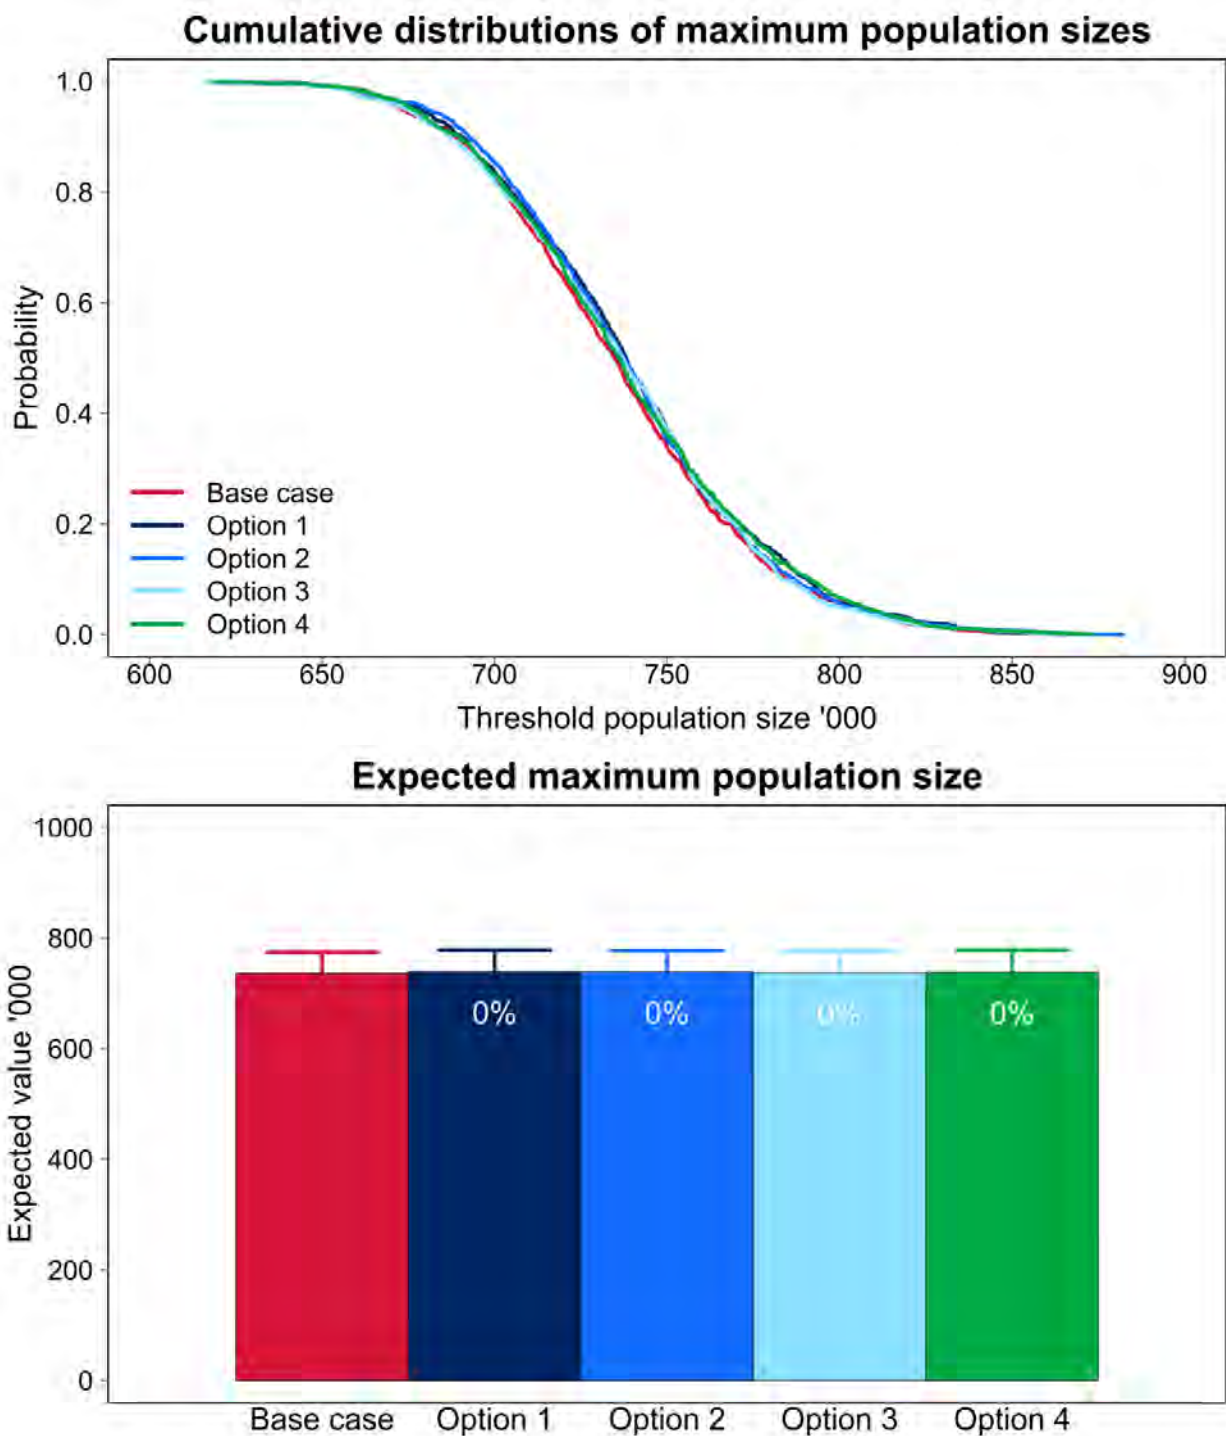 Cumulative distributions of maximum population sizes
1.0
0.8
0.6
0.4
0.2
0.0
Probability
Base case
Option 1
Option 2
Option 3
Option 4
600 650 700 750 800 850 900
Threshold population size '000
Expected maximum population size
1000
800
600
400
200
0
Expected value '000
0% 0% 0% 0%
Base case Option 1 Option 2 Option 3 Option 4